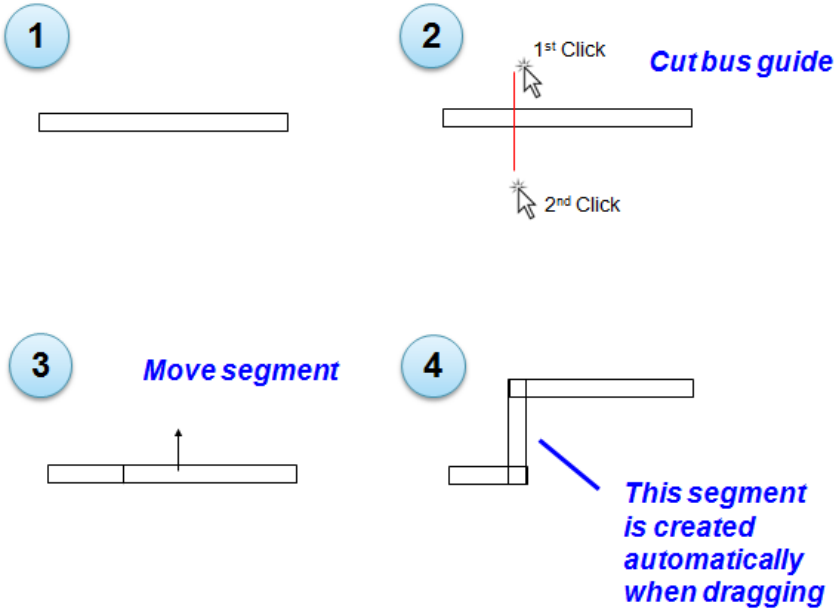 1
2
1st Click
Cut bus guide
2nd Click
3
Move segment
4
This segment
is created
automatically
when dragging